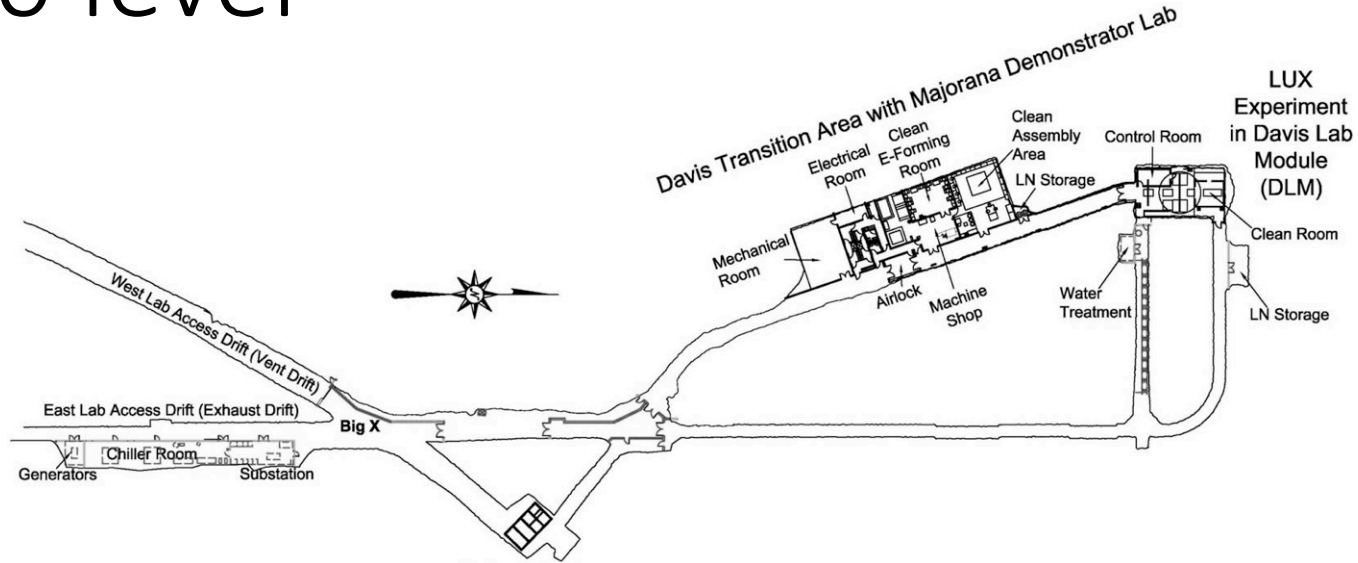 level
Davis Transition Area with Majorana Demonstrator Lab
LUX
Experiment
in Davis Lab
Module
(DLM)
Clean
Assembly
Area
Control Room
Clean
E-Forming
Room
Electrical
Room
LN Storage
Clean Room
Mechanical
Room
Airlock
Machine
Shop
Water
Treatment
LN Storage
West Lab Access Drift (Vent Drift)
N
East Lab Access Drift (Exhaust Drift)
Big X
Chiller Room
Generators
Substation